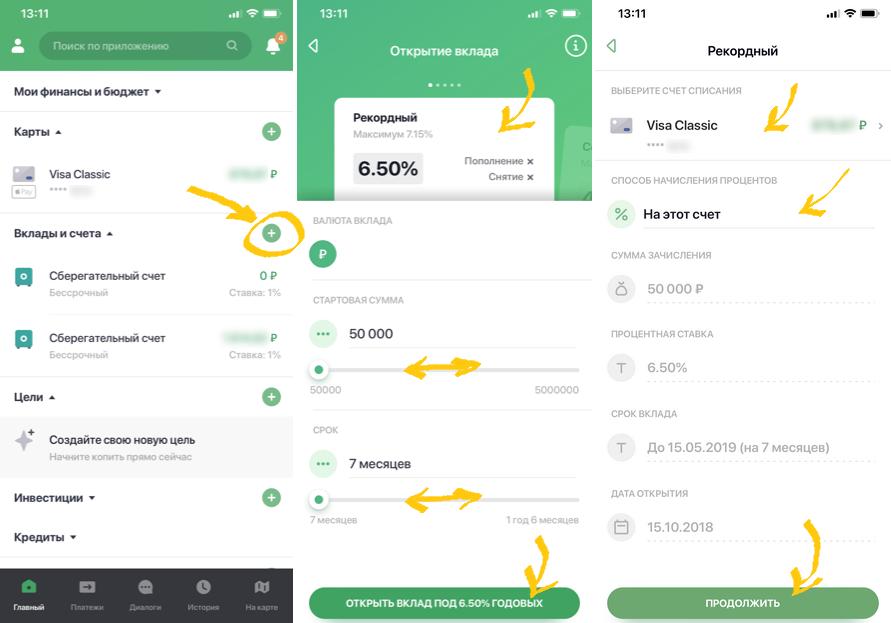 13:11
Поиск по приложению
4
Мои финансы и бюджет
Карты
Visa Classic
₽
Pay
••••
Вклады и счета
Сберегательный счет
0 ₽
Бессрочный
Ставка: 1%
Сберегательный счет
₽
Бессрочный
Ставка: 1%
Цели
Создайте свою новую цель
Начните копить прямо сейчас
Инвестиции
Кредиты
Главный
Платежи
Диалоги
История
На карте
13:11
Открытие вклада
Рекордный
Максимум 7.15%
6.50%
Пополнение ×
Снятие ×
ВАЛЮТА ВКЛАДА
₽
СТАРТОВАЯ СУММА
50 000
50000
5000000
СРОК
7 месяцев
7 месяцев
1 год 6 месяцев
ОТКРЫТЬ ВКЛАД ПОД 6.50% ГОДОВЫХ
13:11
Рекордный
ВЫБЕРИТЕ СЧЕТ СПИСАНИЯ
Visa Classic
₽
••••
СПОСОБ НАЧИСЛЕНИЯ ПРОЦЕНТОВ
% На этот счет
СУММА ЗАЧИСЛЕНИЯ
50 000 ₽
ПРОЦЕНТНАЯ СТАВКА
T 6.50%
СРОК ВКЛАДА
T До 15.05.2019 (на 7 месяцев)
ДАТА ОТКРЫТИЯ
15.10.2018
ПРОДОЛЖИТЬ